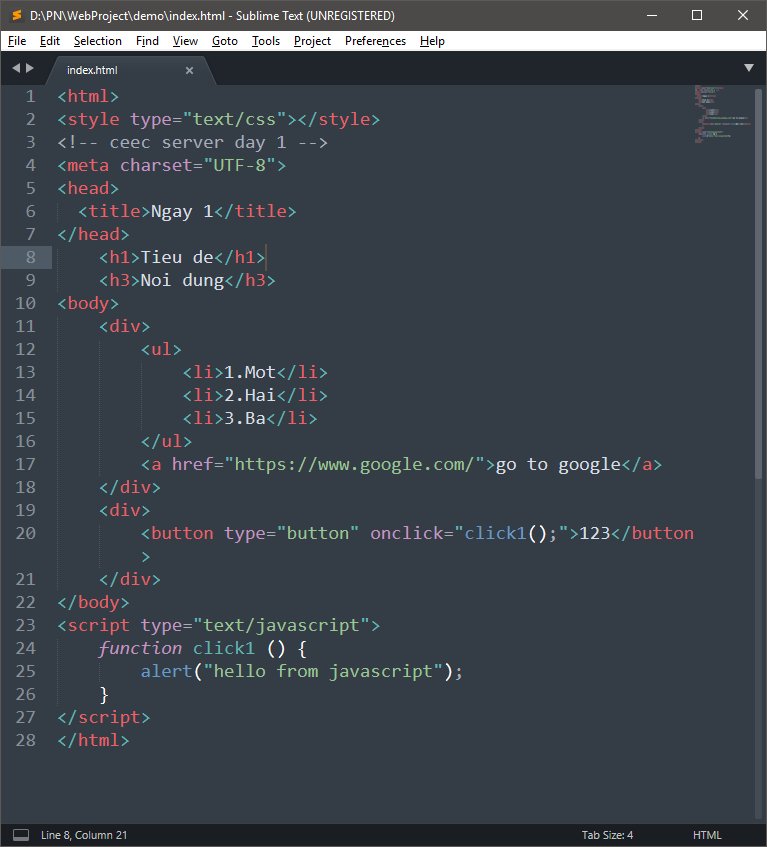 D:\PN\WebProject\demo\index.html - Sublime Text (UNREGISTERED)
File Edit Selection Find View Goto Tools Project Preferences Help
index.html
1 <html>
2 <style type="text/css"></style>
3 <!-- ceec server day 1 -->
4 <meta charset="UTF-8">
5 <head>
6   <title>Ngay 1</title>
7 </head>
8     <h1>Tieu de</h1>
9     <h3>Noi dung</h3>
10 <body>
11     <div>
12         <ul>
13             <li>1.Mot</li>
14             <li>2.Hai</li>
15             <li>3.Ba</li>
16         </ul>
17         <a href="https://www.google.com/">go to google</a>
18     </div>
19     <div>
20         <button type="button" onclick="click1();">123</button
        >
21     </div>
22 </body>
23 <script type="text/javascript">
24     function click1 () {
25         alert("hello from javascript");
26     }
27 </script>
28 </html>
Line 8, Column 21 Tab Size: 4 HTML